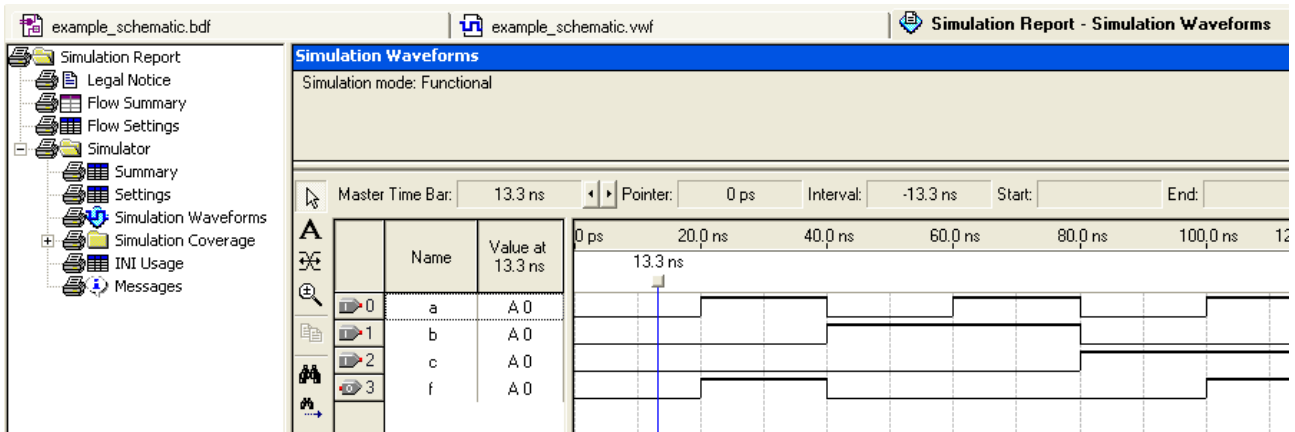 example_schematic.bdf
example_schematic.vwf
Simulation Report - Simulation Waveforms
Simulation Report
Legal Notice
Flow Summary
Flow Settings
Simulator
Summary
Settings
Simulation Waveforms
Simulation Coverage
INI Usage
Messages
Simulation Waveforms
Simulation mode: Functional
Master Time Bar: 13.3 ns Pointer: 0 ps Interval: -13.3 ns Start: End:
A
Name Value at 13.3 ns
0 ps 20.0 ns 40.0 ns 60.0 ns 80.0 ns 100.0 ns 12
13.3 ns
0 a A 0
1 b A 0
2 c A 0
3 f A 0